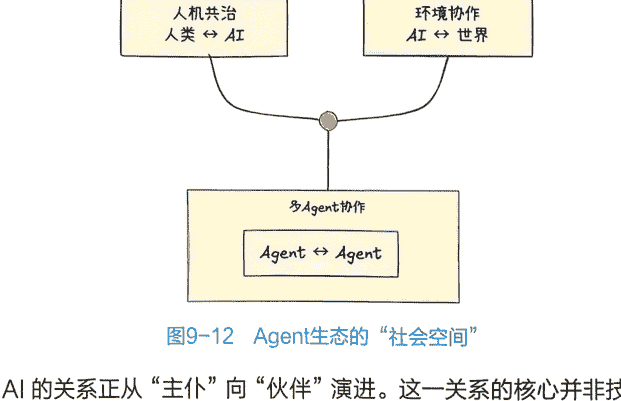 人机共治 环境协作
人类 ↔ AI AI ↔ 世界
多Agent协作
Agent ↔ Agent
图9-12 Agent生态的“社会空间”
AI 的关系正从“主仆”向“伙伴”演进。这一关系的核心并非技